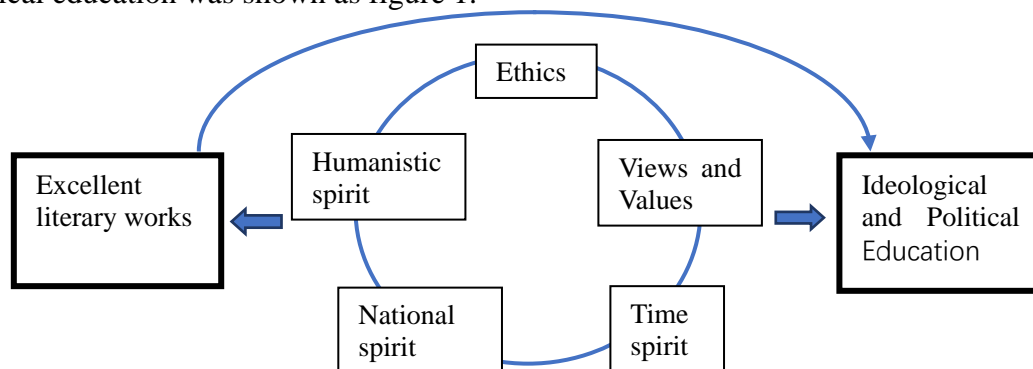 ical education was shown as figure 1.
Ethics
Humanistic
spirit
Views and
Values
Excellent
literary works
Ideological
and Political
Education
National
spirit
Time
spirit